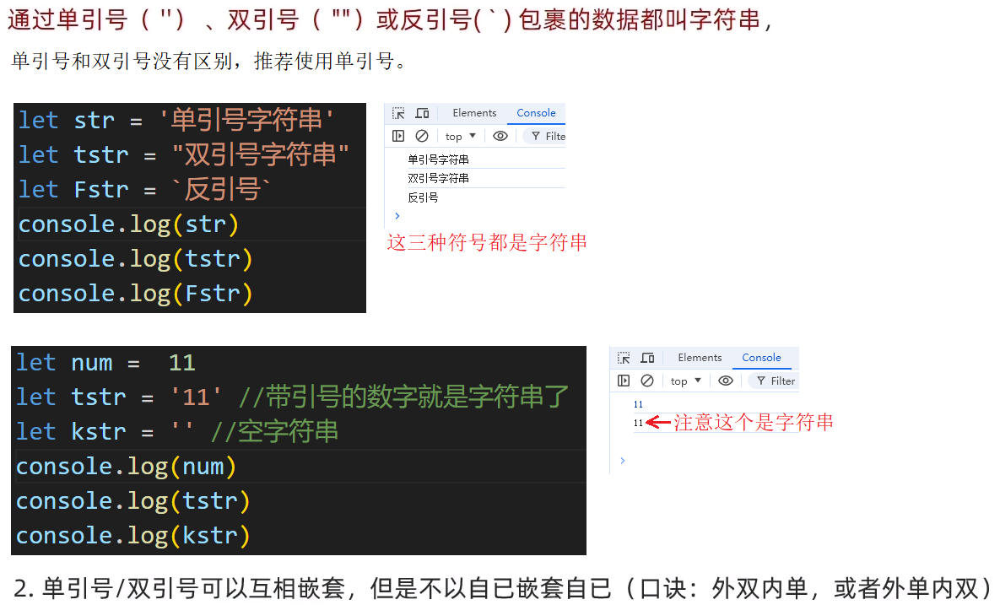 通过单引号（ ''） 、双引号（ ""）或反引号( ` ) 包裹的数据都叫字符串，
单引号和双引号没有区别，推荐使用单引号。
let str = '单引号字符串'
let tstr = "双引号字符串"
let Fstr = `反引号`
console.log(str)
console.log(tstr)
console.log(Fstr)
Elements Console
top ▼ Filte
单引号字符串
双引号字符串
反引号
>
这三种符号都是字符串
let num =  11
let tstr = '11' //带引号的数字就是字符串了
let kstr = '' //空字符串
console.log(num)
console.log(tstr)
console.log(kstr)
Elements Console
top ▼ Filter
11
11 注意这个是字符串
>
2. 单引号/双引号可以互相嵌套，但是不以自已嵌套自已（口诀：外双内单，或者外单内双）